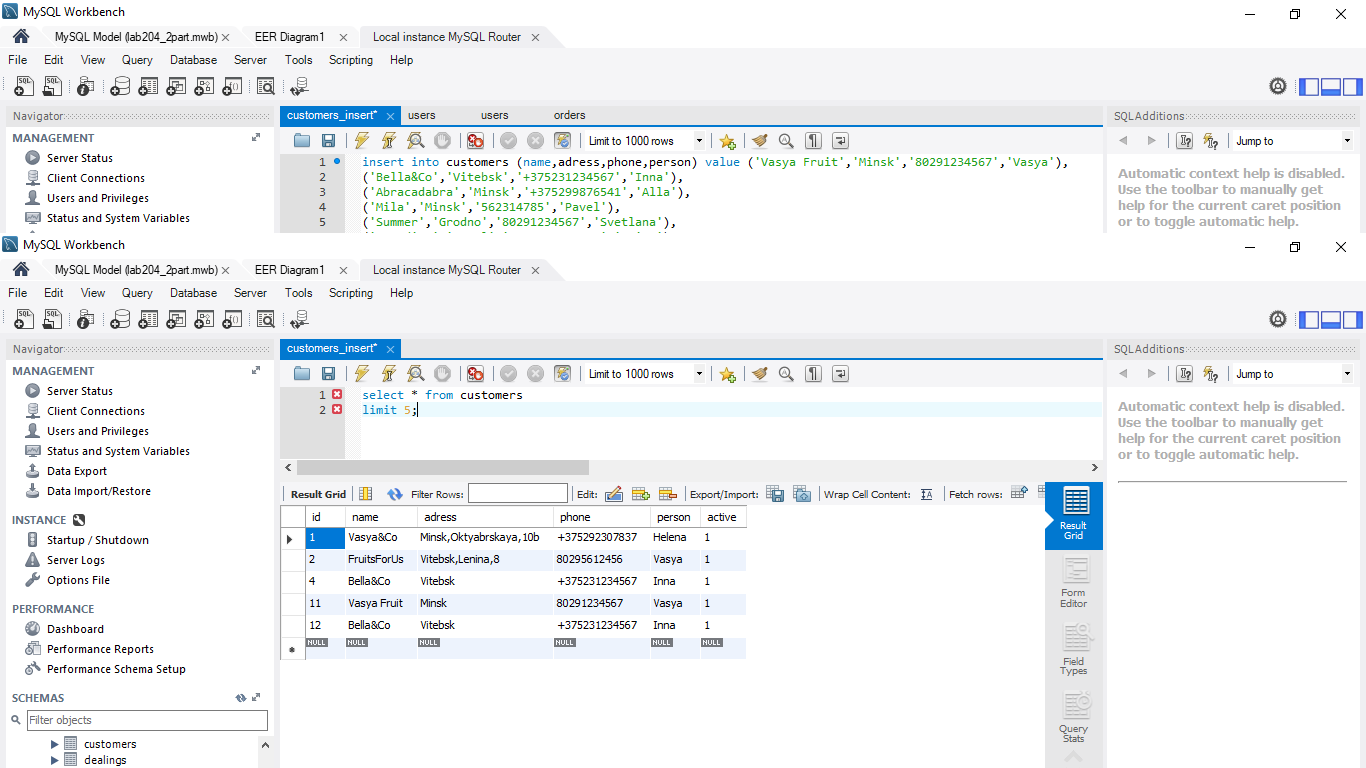 MySQL Workbench
MySQL Model (lab204_2part.mwb) × EER Diagram1 × Local instance MySQL Router ×
File Edit View Query Database Server Tools Scripting Help
Navigator
customers_insert* × users users orders
SQLAdditions
MANAGEMENT
Limit to 1000 rows
Jump to
Server Status
1 insert into customers (name,adress,phone,person) value ('Vasya Fruit','Minsk','80291234567','Vasya'),
Client Connections
2 ('Bella&Co','Vitebsk','+375231234567','Inna'),
Users and Privileges
3 ('Abracadabra','Minsk','+375299876541','Alla'),
Status and System Variables
4 ('Mila','Minsk','562314785','Pavel'),
5 ('Summer','Grodno','80291234567','Svetlana'),
Automatic context help is disabled.
Use the toolbar to manually get
help for the current caret position
or to toggle automatic help.
MySQL Workbench
MySQL Model (lab204_2part.mwb) × EER Diagram1 × Local instance MySQL Router ×
File Edit View Query Database Server Tools Scripting Help
Navigator
customers_insert* ×
SQLAdditions
MANAGEMENT
Server Status
Client Connections
Users and Privileges
Status and System Variables
Data Export
Data Import/Restore
INSTANCE
Startup / Shutdown
Server Logs
Options File
PERFORMANCE
Dashboard
Performance Reports
Performance Schema Setup
SCHEMAS
Filter objects
customers
dealings
Limit to 1000 rows
1 select * from customers
2 limit 5;
Result Grid Filter Rows: Edit: Export/Import: Wrap Cell Content: Fetch rows:
id name adress phone person active
1 Vasya&Co Minsk,Oktyabrskaya,10b +375292307837 Helena 1
2 FruitsForUs Vitebsk,Lenina,8 80295612456 Vasya 1
4 Bella&Co Vitebsk +375231234567 Inna 1
11 Vasya Fruit Minsk 80291234567 Vasya 1
12 Bella&Co Vitebsk +375231234567 Inna 1
NULL NULL NULL NULL NULL NULL
Result
Grid
Form
Editor
Field
Types
Query
Stats
Jump to
Automatic context help is disabled.
Use the toolbar to manually get
help for the current caret position
or to toggle automatic help.